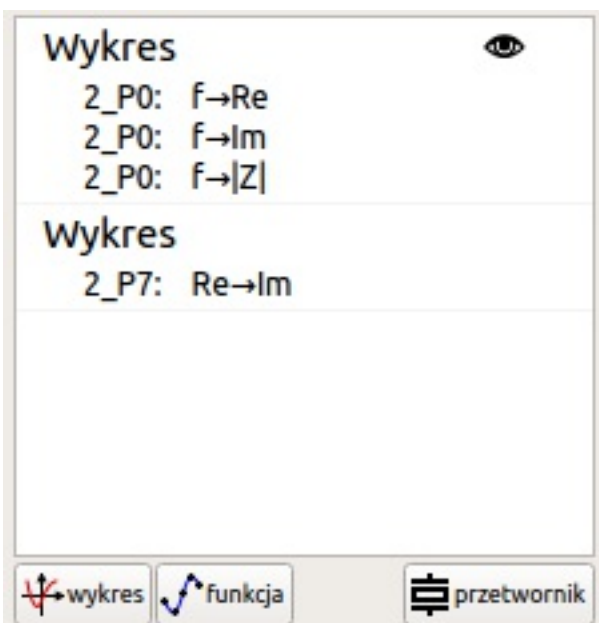 Wykres
2_P0: f→Re
2_P0: f→Im
2_P0: f→|Z|
Wykres
2_P7: Re→Im
wykres funkcja przetwornik